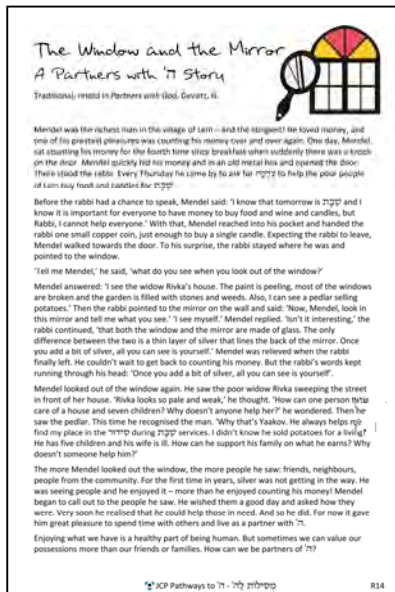 The Window and the Mirror
A Partners with 'ה Story
Traditional, retold in Partners with God, Gevirtz, G.
Mendel was the richest man in the village of Lem – and the stingiest! He loved money, and
one of his greatest pleasures was counting his money over and over again. One day, Mendel
sat counting his money for the fourth time since breakfast when suddenly there was a knock
on the door. Mendel quickly hid his money and in an old metal box and opened the door.
There stood the rabbi. Every Thursday he came by to ask for צְדָקָה to help the poor people
of Lem buy food and candles for שַׁבָּת.
Before the rabbi had a chance to speak, Mendel said: 'I know that tomorrow is שַׁבָּת and I
know it is important for everyone to have money to buy food and wine and candles, but
Rabbi, I cannot help everyone.' With that, Mendel reached into his pocket and handed the
rabbi one small copper coin, just enough to buy a single candle. Expecting the rabbi to leave,
Mendel walked towards the door. To his surprise, the rabbi stayed where he was and
pointed to the window.
'Tell me Mendel,' he said, 'what do you see when you look out of the window?'
Mendel answered: 'I see the widow Rivka's house. The paint is peeling, most of the windows
are broken and the garden is filled with stones and weeds. Also, I can see a pedlar selling
potatoes.' Then the rabbi pointed to the mirror on the wall and said: 'Now, Mendel, look in
this mirror and tell me what you see.' 'I see myself.' Mendel replied. 'Isn't it interesting,' the
rabbi continued, 'that both the window and the mirror are made of glass. The only
difference between the two is a thin layer of silver that lines the back of the mirror. Once
you add a bit of silver, all you can see is yourself.' Mendel was relieved when the rabbi
finally left. He couldn't wait to get back to counting his money. But the rabbi's words kept
running through his head: 'Once you add a bit of silver, all you can see is yourself'.
Mendel looked out of the window again. He saw the poor widow Rivka sweeping the street
in front of her house. 'Rivka looks so pale and weak,' he thought. 'How can one person
care of a house and seven children? Why doesn't anyone help her?' he wondered. Then he
saw the pedlar. This time he recognised the man. 'Why that's Yaakov. He always helps
find my place in the סִידוּר during שַׁבָּת services. I didn't know he sold potatoes for a living?
He has five children and his wife is ill. How can he support his family on what he earns? Why
doesn't someone help him?'
The more Mendel looked out the window, the more people he saw: friends, neighbours,
people from the community. For the first time in years, silver was not getting in the way. He
was seeing people and he enjoyed it – more than he enjoyed counting his money! Mendel
began to call out to the people he saw. He wished them a good day and asked how they
were. Very soon he realised that he could help those in need. And so he did. For now it gave
him great pleasure to spend time with others and live as a partner with 'ה.
Enjoying what we have is a healthy part of being human. But sometimes we can value our
possessions more than our friends or families. How can we be partners of 'ה?
JCP Pathways to 'ה - 'מְסִילוֹת לַה R14